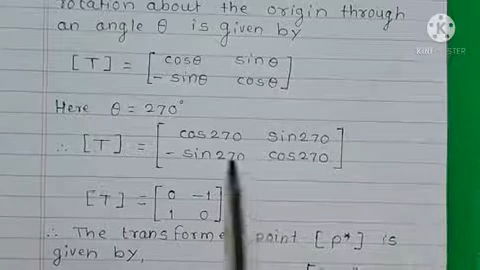 rotation about the origin through
an angle θ is given by
[T] = [ cosθ sinθ
- sinθ cosθ ]
Here θ = 270°
∴ [T] = [ cos270 sin270
- sin270 cos270 ]
[T] = [ 0 -1
1 0 ]
∴ The transformed point [P*] is
given by,
KINEMASTER